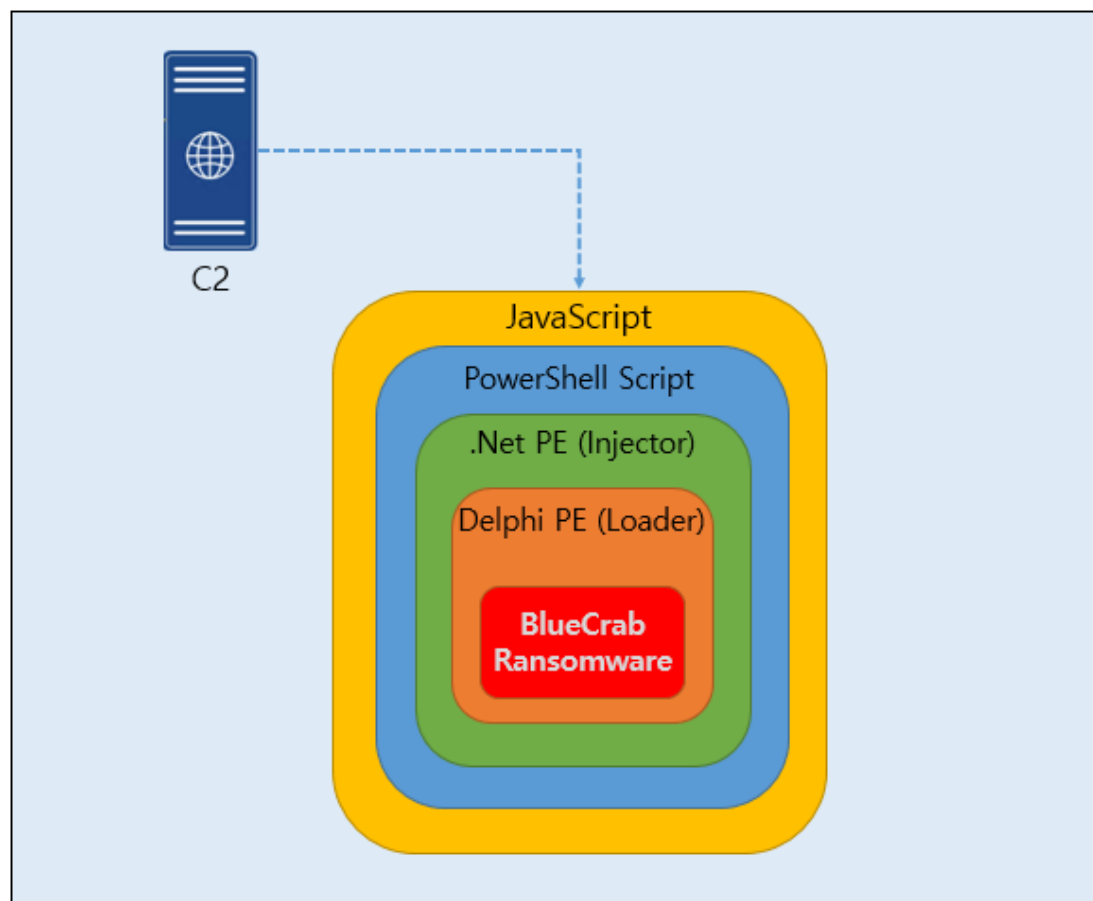 C2
JavaScript
PowerShell Script
.Net PE (Injector)
Delphi PE (Loader)
BlueCrab
Ransomware